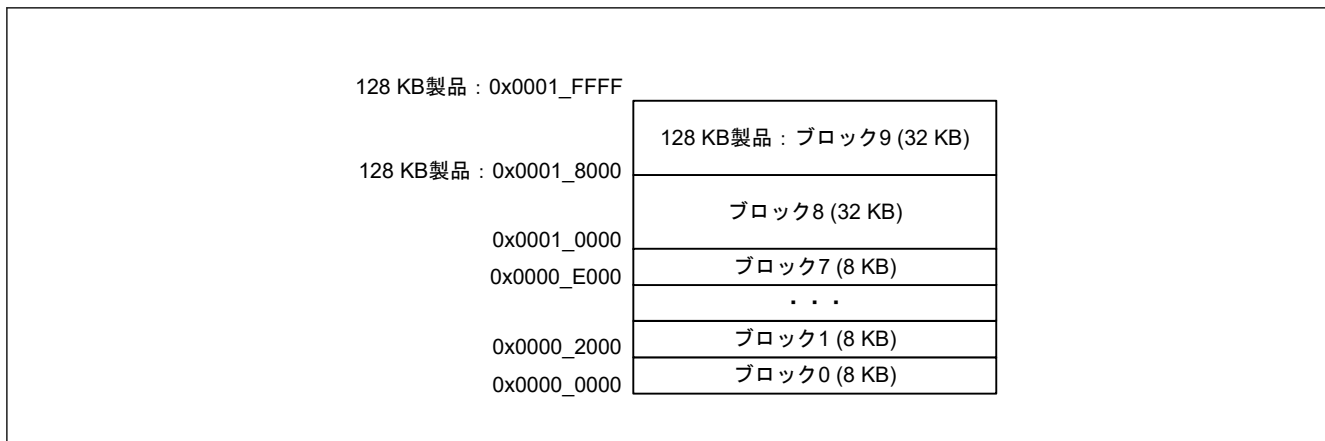 128 KB製品：0x0001_FFFF
128 KB製品：ブロック9 (32 KB)
128 KB製品：0x0001_8000
ブロック8 (32 KB)
0x0001_0000
ブロック7 (8 KB)
0x0000_E000
・・・
ブロック1 (8 KB)
0x0000_2000
ブロック0 (8 KB)
0x0000_0000